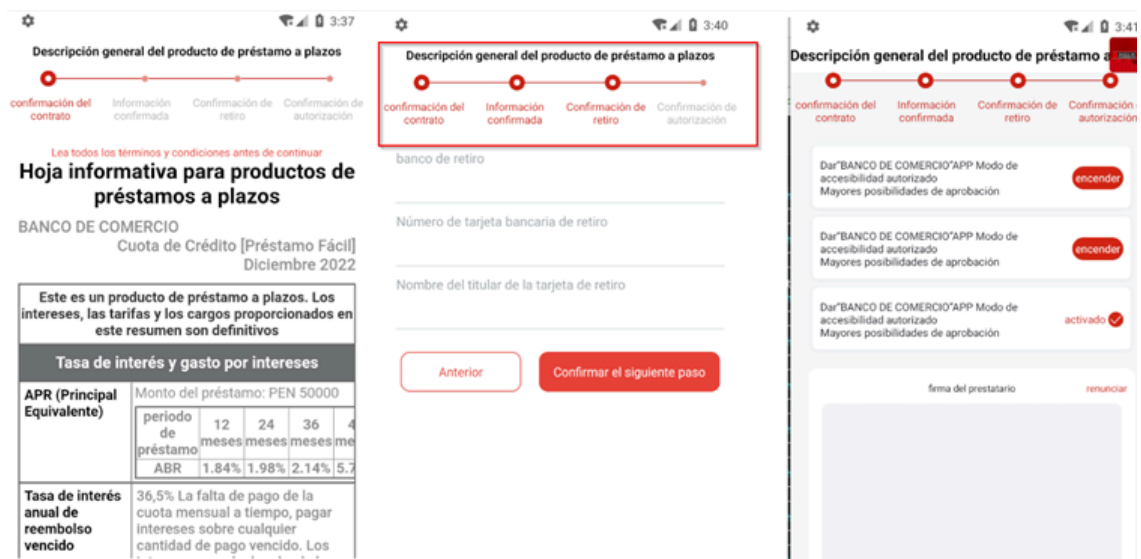 3:37
Descripción general del producto de préstamo a plazos
confirmación del contrato
Información confirmada
Confirmación de retiro
Confirmación de autorización
Lea todos los términos y condiciones antes de continuar
Hoja informativa para productos de
préstamos a plazos
BANCO DE COMERCIO
Cuota de Crédito [Préstamo Fácil]
Diciembre 2022
Este es un producto de préstamo a plazos. Los
intereses, las tarifas y los cargos proporcionados en
este resumen son definitivos
Tasa de interés y gasto por intereses
APR (Principal
Equivalente)
Monto del préstamo: PEN 50000
periodo de préstamo 12 meses 24 meses 36 meses 4 me
ABR 1.84% 1.98% 2.14% 5.7
Tasa de interés
anual de
reembolso
vencido
36,5% La falta de pago de la
cuota mensual a tiempo, pagar
intereses sobre cualquier
cantidad de pago vencido. Los
3:40
Descripción general del producto de préstamo a plazos
confirmación del contrato
Información confirmada
Confirmación de retiro
Confirmación de autorización
banco de retiro
Número de tarjeta bancaria de retiro
Nombre del titular de la tarjeta de retiro
Anterior
Confirmar el siguiente paso
3:41
Descripción general del producto de préstamo a
confirmación del contrato
Información confirmada
Confirmación de retiro
Confirmación autorización
Dar"BANCO DE COMERCIO"APP Modo de
accesibilidad autorizado
Mayores posibilidades de aprobación
encender
Dar"BANCO DE COMERCIO"APP Modo de
accesibilidad autorizado
Mayores posibilidades de aprobación
encender
Dar"BANCO DE COMERCIO"APP Modo de
accesibilidad autorizado
Mayores posibilidades de aprobación
activado
firma del prestatario
renunciar